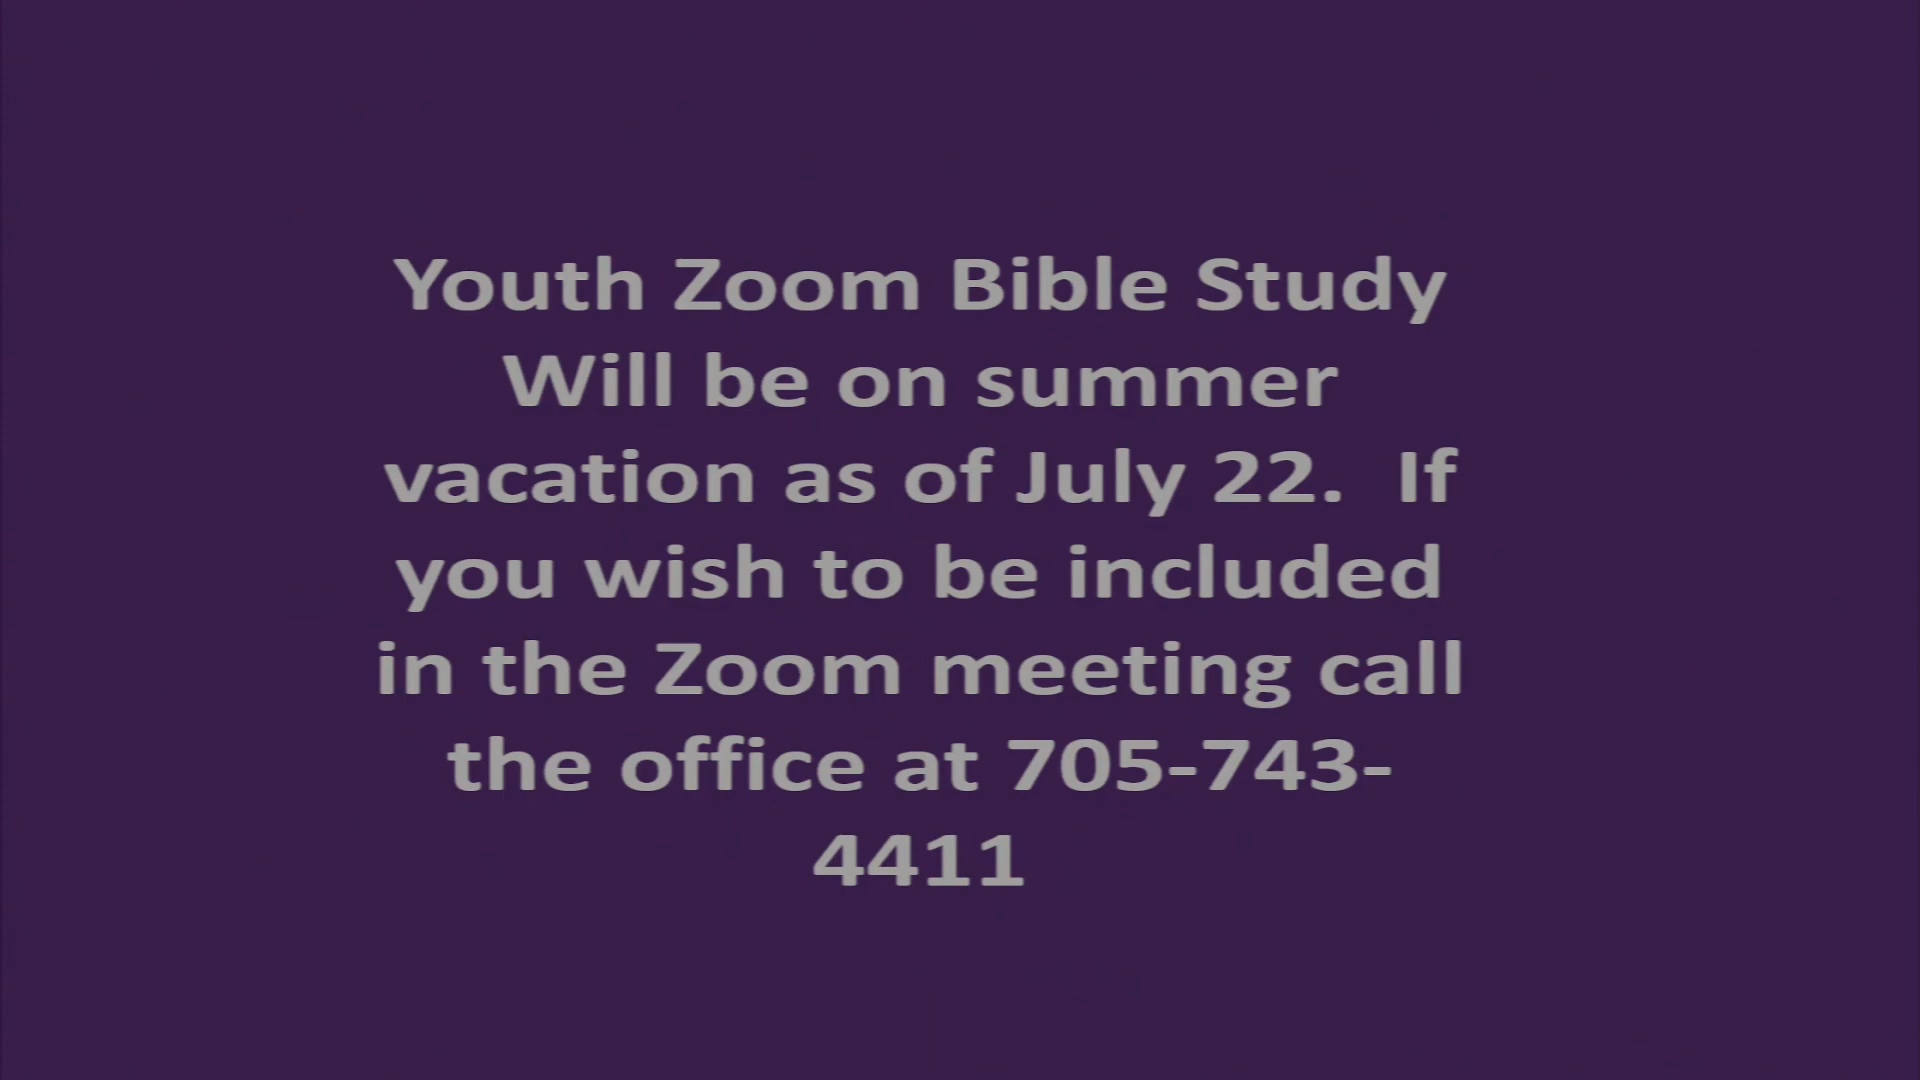 Youth Zoom Bible Study
Will be on summer
vacation as of July 22.  If
you wish to be included
in the Zoom meeting call
the office at 705-743-
4411